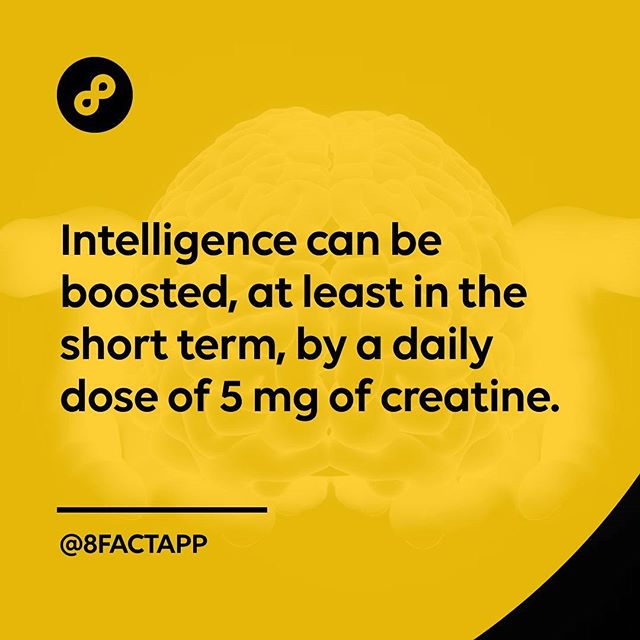 Intelligence can be
boosted, at least in the
short term, by a daily
dose of 5 mg of creatine.
@8FACTAPP